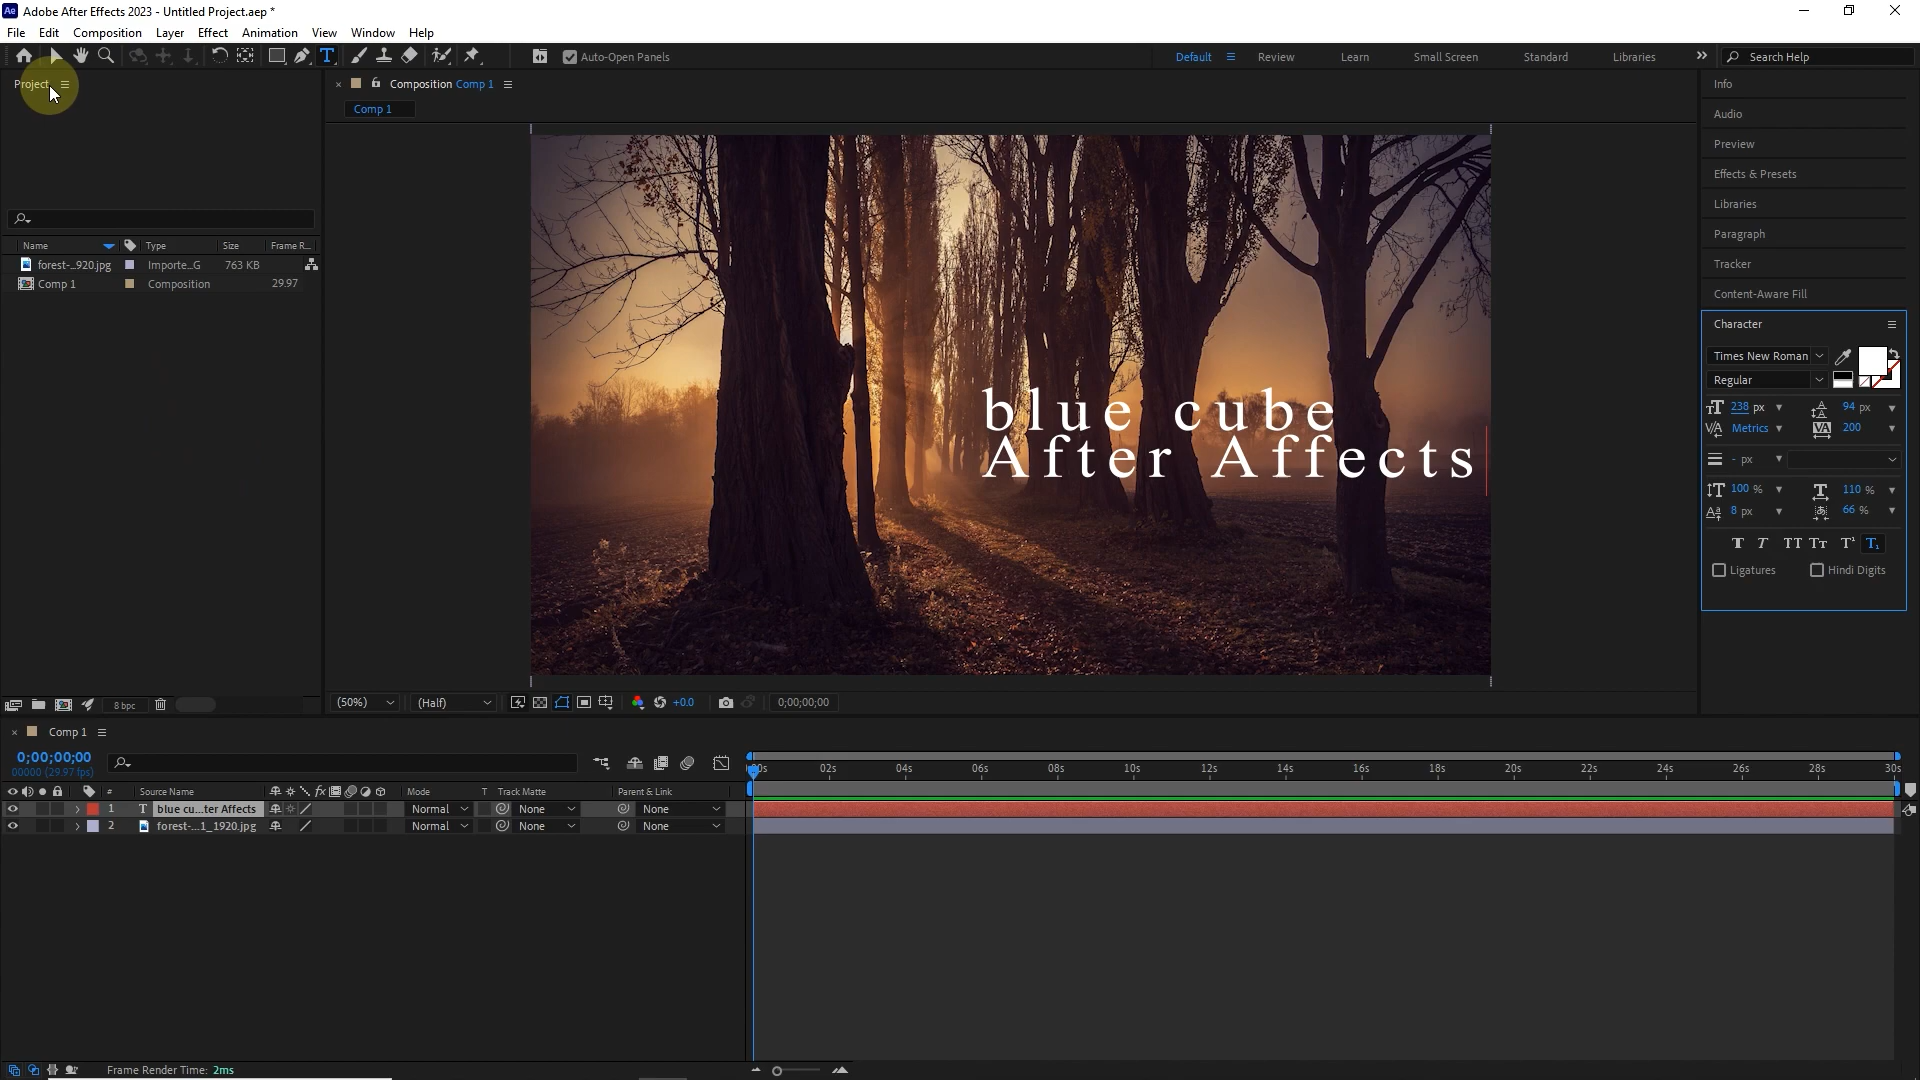 Adobe After Effects 2023 - Untitled Project.aep *
File Edit Composition Layer Effect Animation View Window Help
Auto-Open Panels Default Review Learn Small Screen Standard Libraries Search Help
Project
Composition Comp 1
Comp 1
Name Type Size Frame R...
forest-...920.jpg Importe...G 763 KB
Comp 1 Composition 29.97
blue cube
After Affects
Info
Audio
Preview
Effects & Presets
Libraries
Paragraph
Tracker
Content-Aware Fill
Character
Times New Roman
Regular
238 px 94 px
Metrics 200
- px
100 % 110 %
8 px 66 %
Ligatures Hindi Digits
8 bpc
(50%) (Half) +0.0 0;00;00;00
Comp 1
0;00;00;00
00000 (29.97 fps)
02s 04s 06s 08s 10s 12s 14s 16s 18s 20s 22s 24s 26s 28s 30s
# Source Name Mode T Track Matte Parent & Link
1 blue cu...ter Affects Normal None None
2 forest-...1_1920.jpg Normal None None
Frame Render Time: 2ms